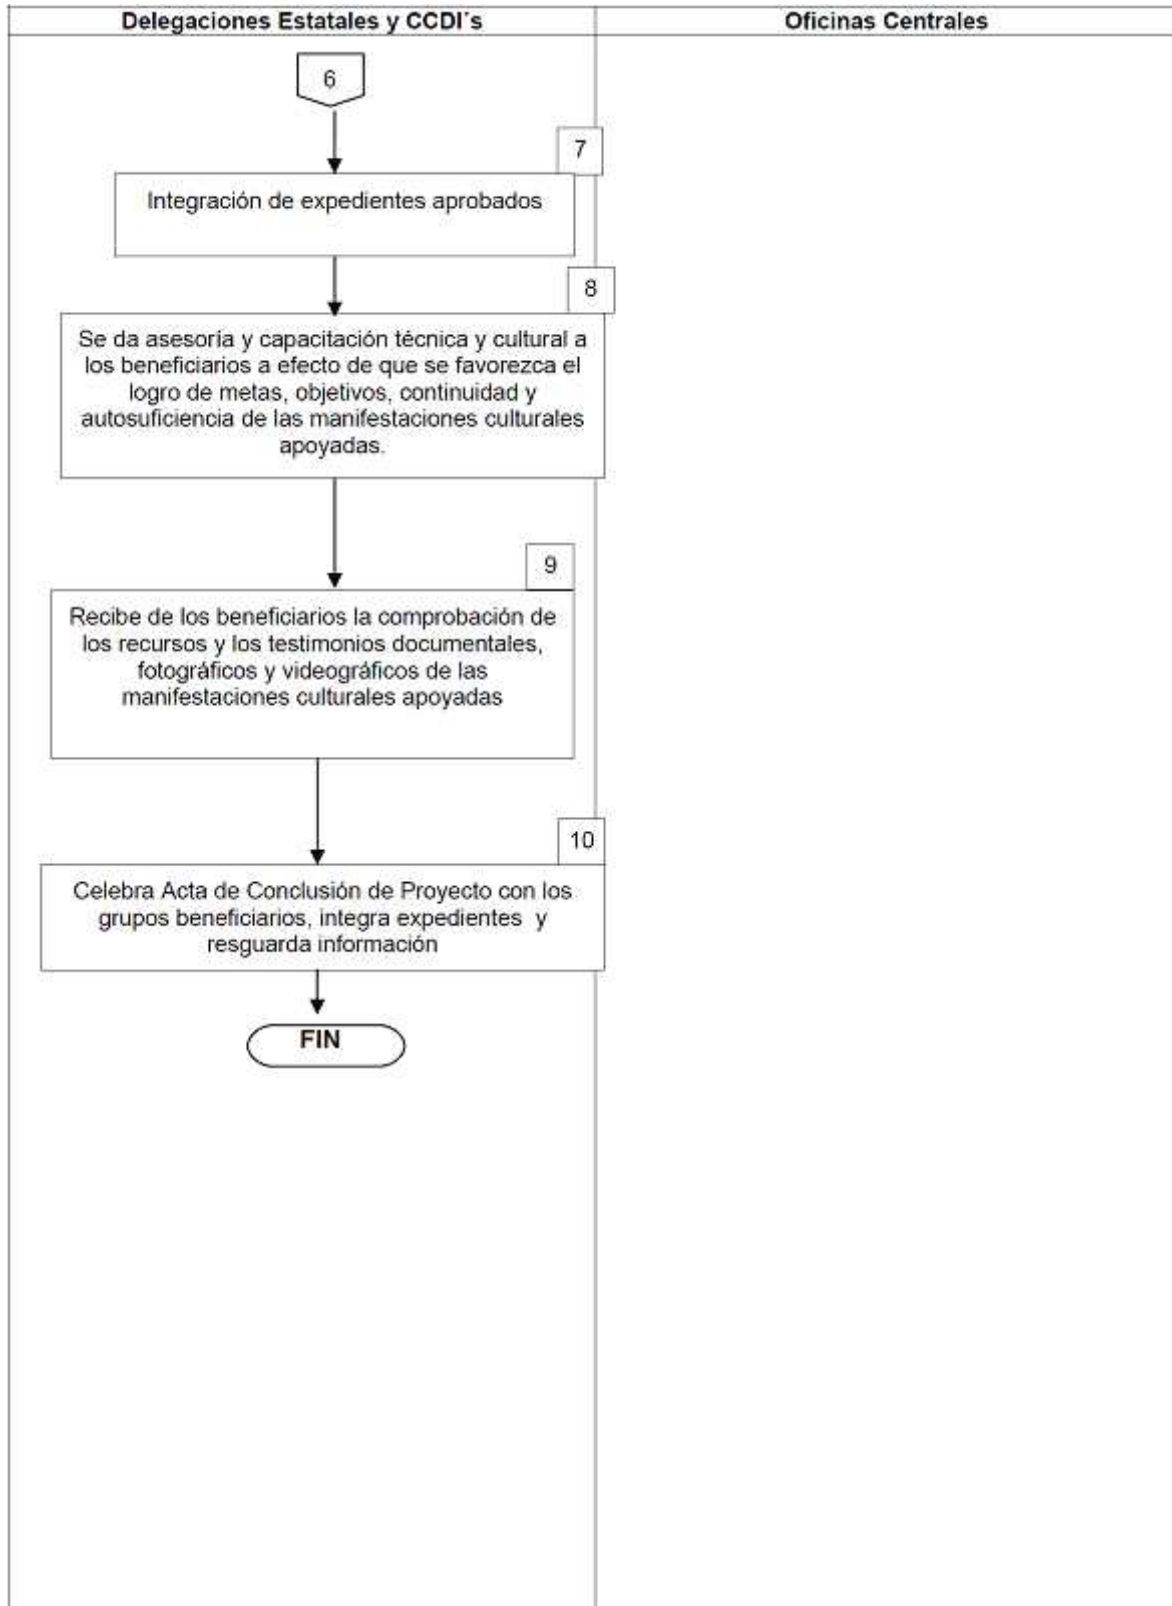 Delegaciones Estatales y CCDI´s
Oficinas Centrales
6
7
Integración de expedientes aprobados
8
Se da asesoría y capacitación técnica y cultural a
los beneficiarios a efecto de que se favorezca el
logro de metas, objetivos, continuidad y
autosuficiencia de las manifestaciones culturales
apoyadas.
9
Recibe de los beneficiarios la comprobación de
los recursos y los testimonios documentales,
fotográficos y videográficos de las
manifestaciones culturales apoyadas
10
Celebra Acta de Conclusión de Proyecto con los
grupos beneficiarios, integra expedientes y
resguarda información
FIN